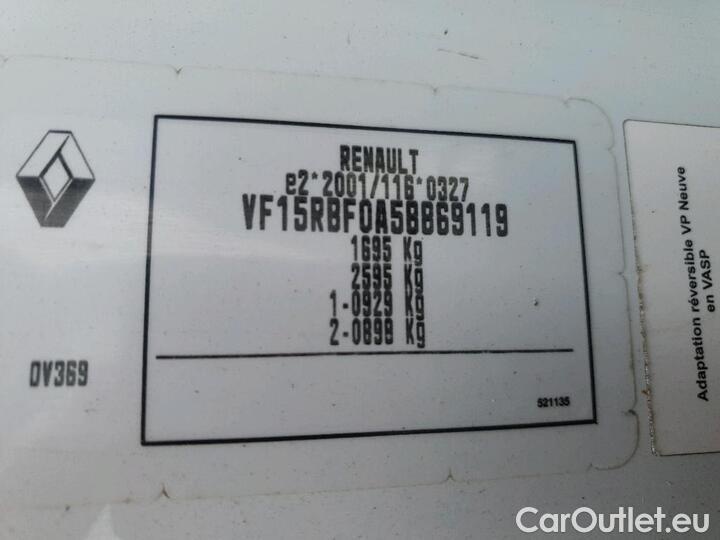 RENAULT
e2*2001/116*0327
VF15RBF0A58869119
1695 Kg
2595 Kg
1-0929 Kg
2-0898 Kg
0V369
521135
Adaptation réversible VP Neuve
en VASP
CarOutlet.eu